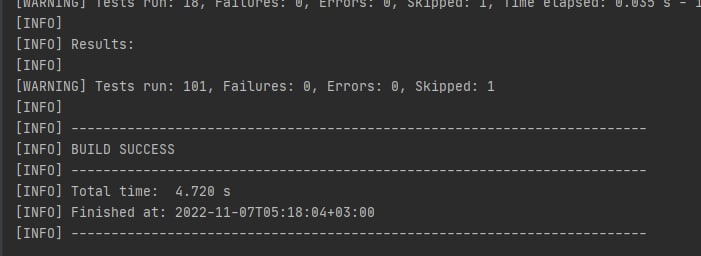 [WARNING] Tests run: 18, Failures: 0, Errors: 0, Skipped: 1, Time elapsed: 0.035 s -
[INFO]
[INFO] Results:
[INFO]
[WARNING] Tests run: 101, Failures: 0, Errors: 0, Skipped: 1
[INFO]
[INFO] ------------------------------------------------------------------------
[INFO] BUILD SUCCESS
[INFO] ------------------------------------------------------------------------
[INFO] Total time:  4.720 s
[INFO] Finished at: 2022-11-07T05:18:04+03:00
[INFO] ------------------------------------------------------------------------